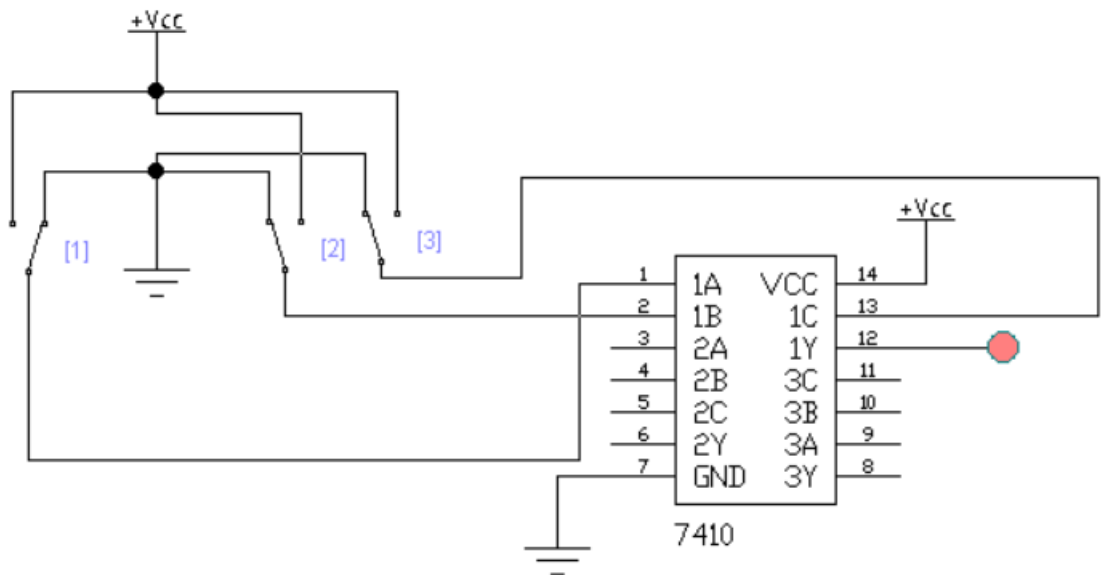 +Vcc
[1]
[2]
[3]
+Vcc
1 1A VCC 14
2 1B 1C 13
3 2A 1Y 12
4 2B 3C 11
5 2C 3B 10
6 2Y 3A 9
7 GND 3Y 8
7410